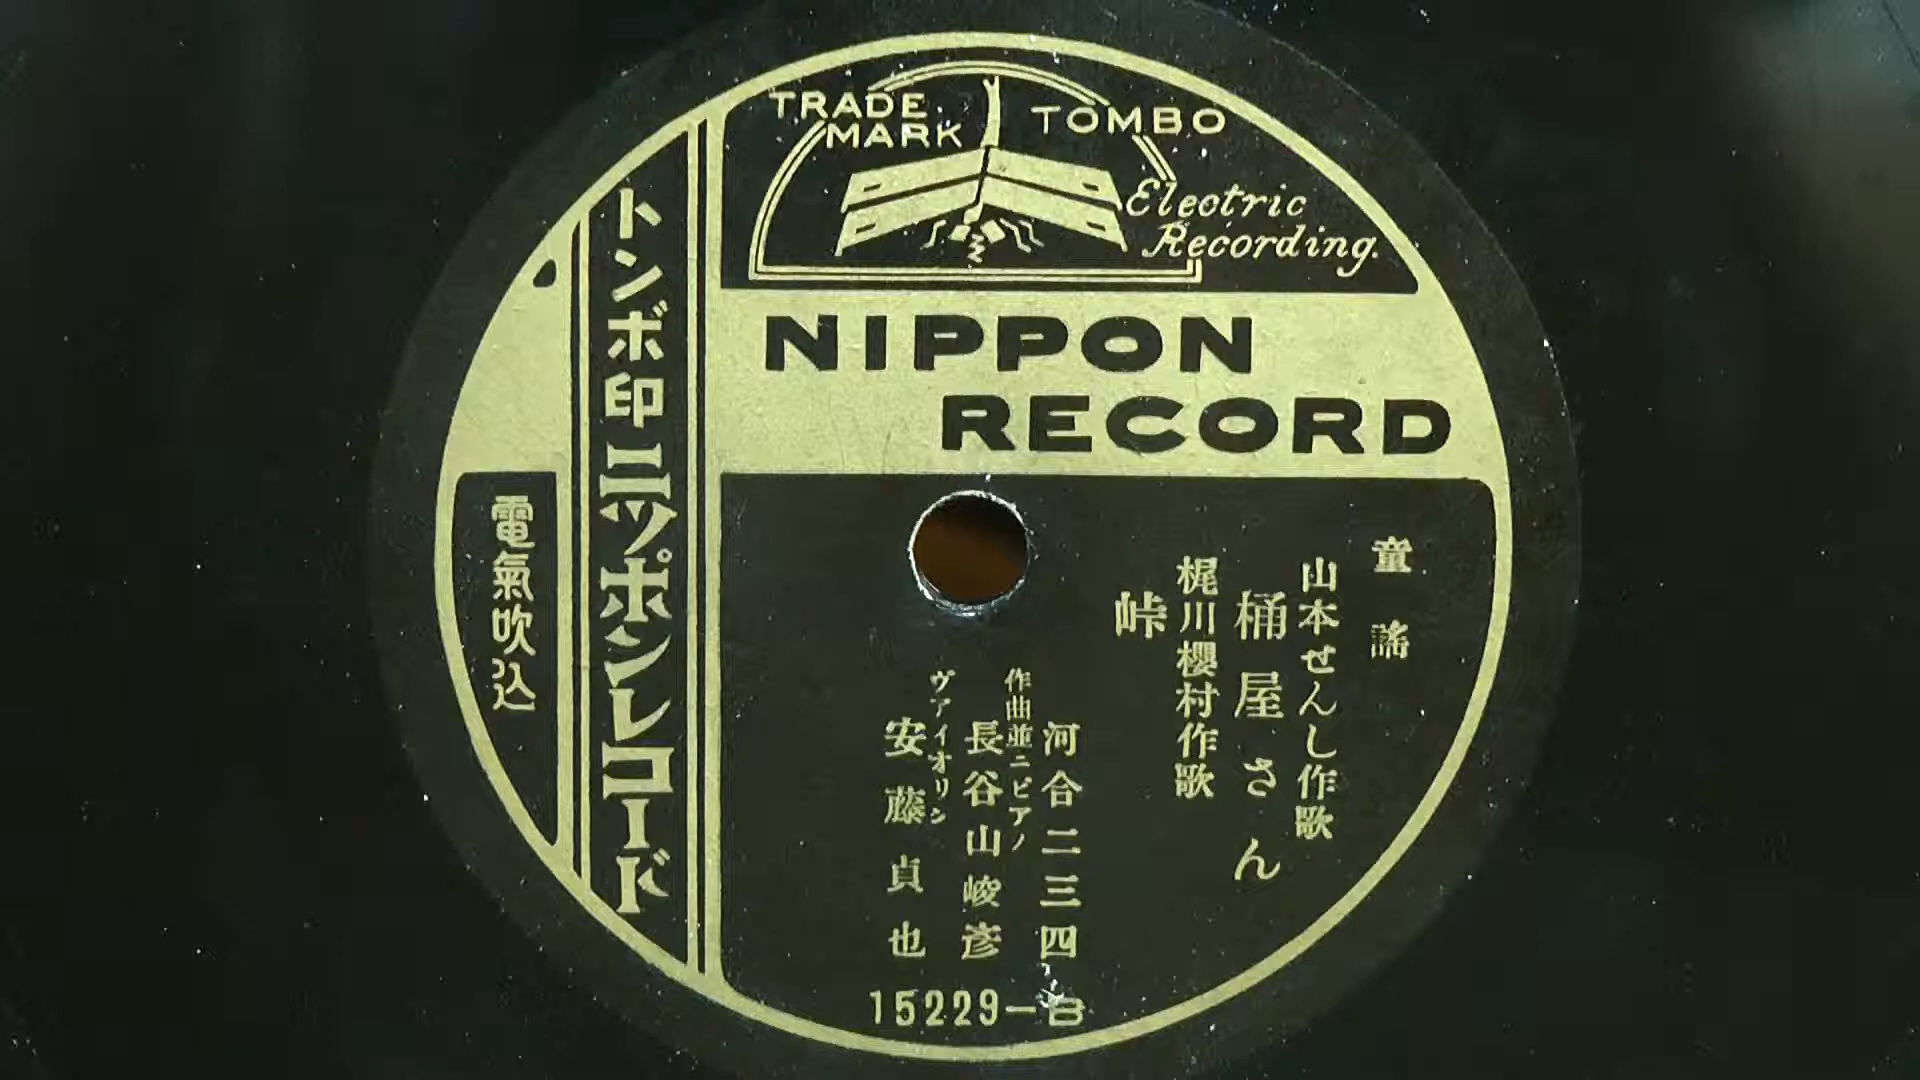 TRADE
MARK
TOMBO
Electric
Recording.
NIPPON
RECORD
トンボ印ニッポンレコード
電氣吹込
童謠
山本せんし作歌
桶屋さん
梶川櫻村作歌
峠
河合二三四
作曲並ニピアノ
長谷山峻彥
ヴァイオリン
安藤貞也
15229-B